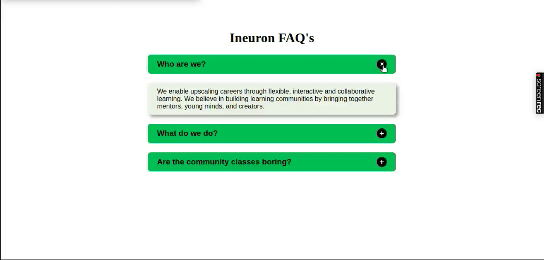 Ineuron FAQ's
Who are we?
We enable upscaling careers through flexible, interactive and collaborative
learning. We believe in building learning communities by bringing together
mentors, young minds, and creators.
What do we do?
Are the community classes boring?
SCREENREC